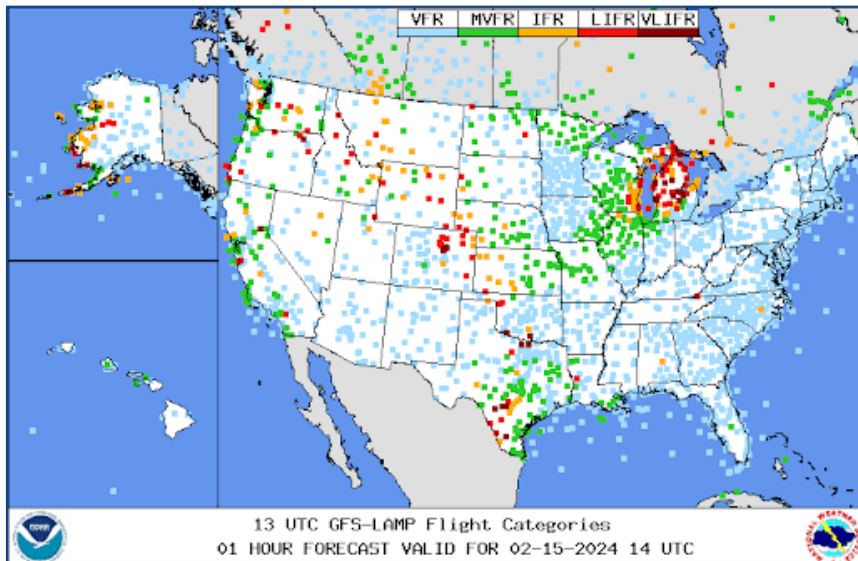 VFR MVFR IFR LIFR VLIFR
NOAA
13 UTC GFS-LAMP Flight Categories
01 HOUR FORECAST VALID FOR 02-15-2024 14 UTC